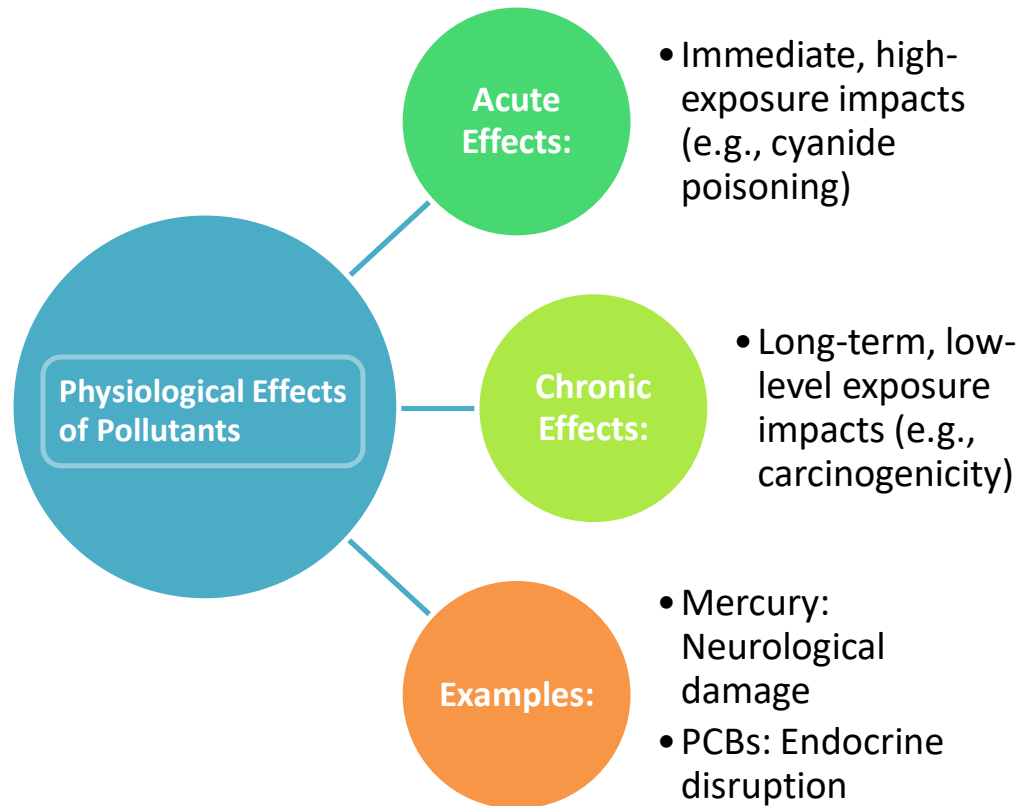 Acute
Effects:
• Immediate, high-
exposure impacts
(e.g., cyanide
poisoning)
Physiological Effects
of Pollutants
Chronic
Effects:
• Long-term, low-
level exposure
impacts (e.g.,
carcinogenicity)
Examples:
• Mercury:
Neurological
damage
• PCBs: Endocrine
disruption